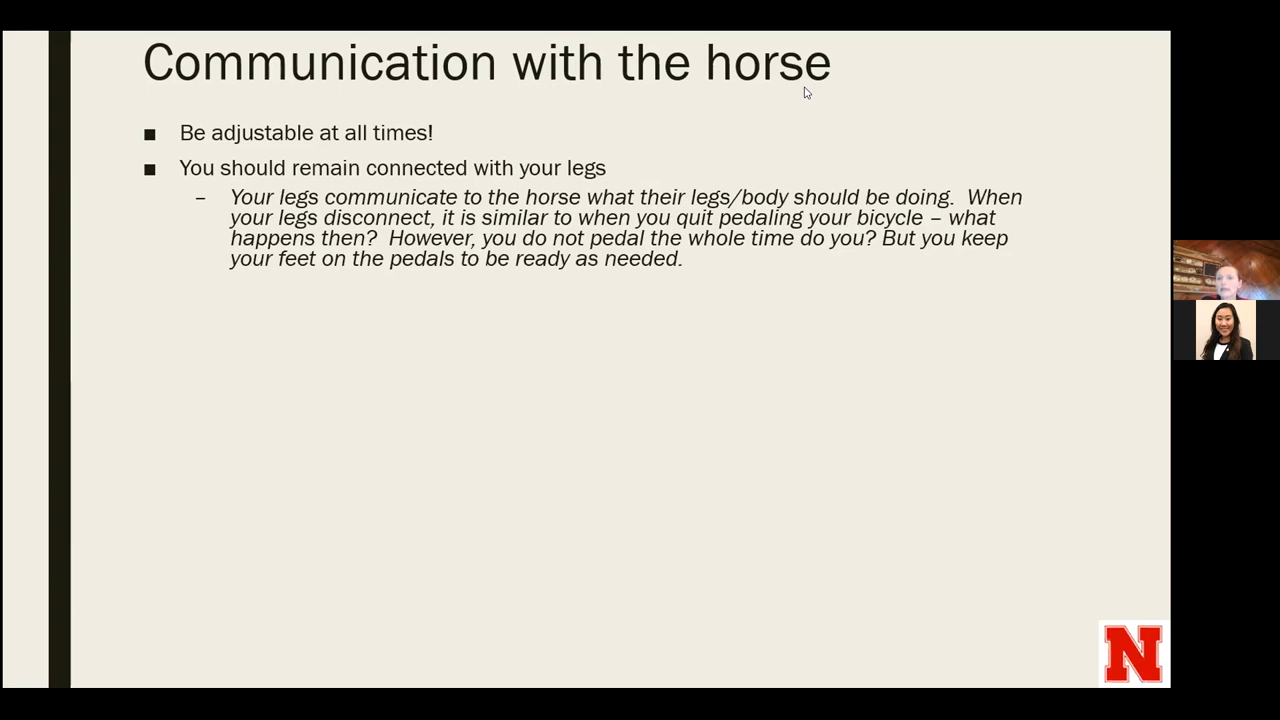 Communication with the horse
■ Be adjustable at all times!
■ You should remain connected with your legs
– Your legs communicate to the horse what their legs/body should be doing.  When
your legs disconnect, it is similar to when you quit pedaling your bicycle – what
happens then?  However, you do not pedal the whole time do you? But you keep
your feet on the pedals to be ready as needed.
N